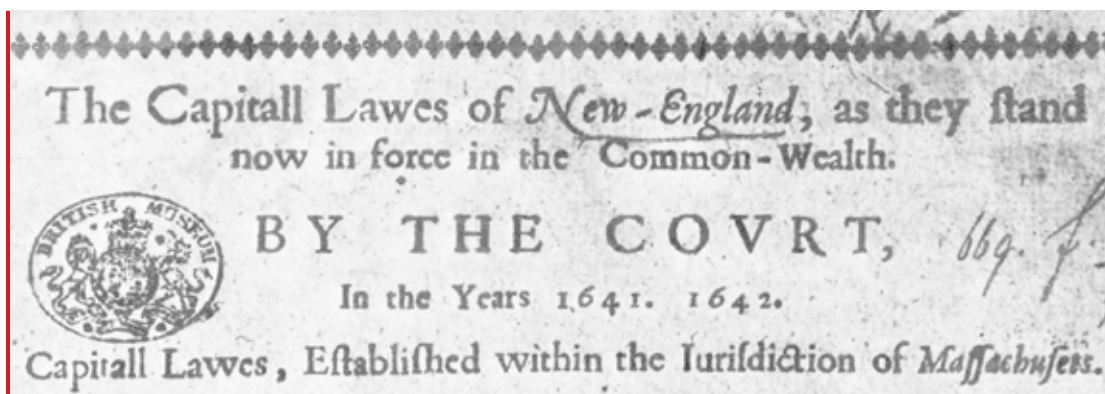 The Capitall Lawes of New-England, as they ſtand
now in force in the Common-Wealth.
BRITISH MUSEUM
BY THE COVRT,
669. f.
In the Years 1641. 1642.
Capitall Lawes, Eſtabliſhed within the Iuriſdiction of Maſſachuſets.